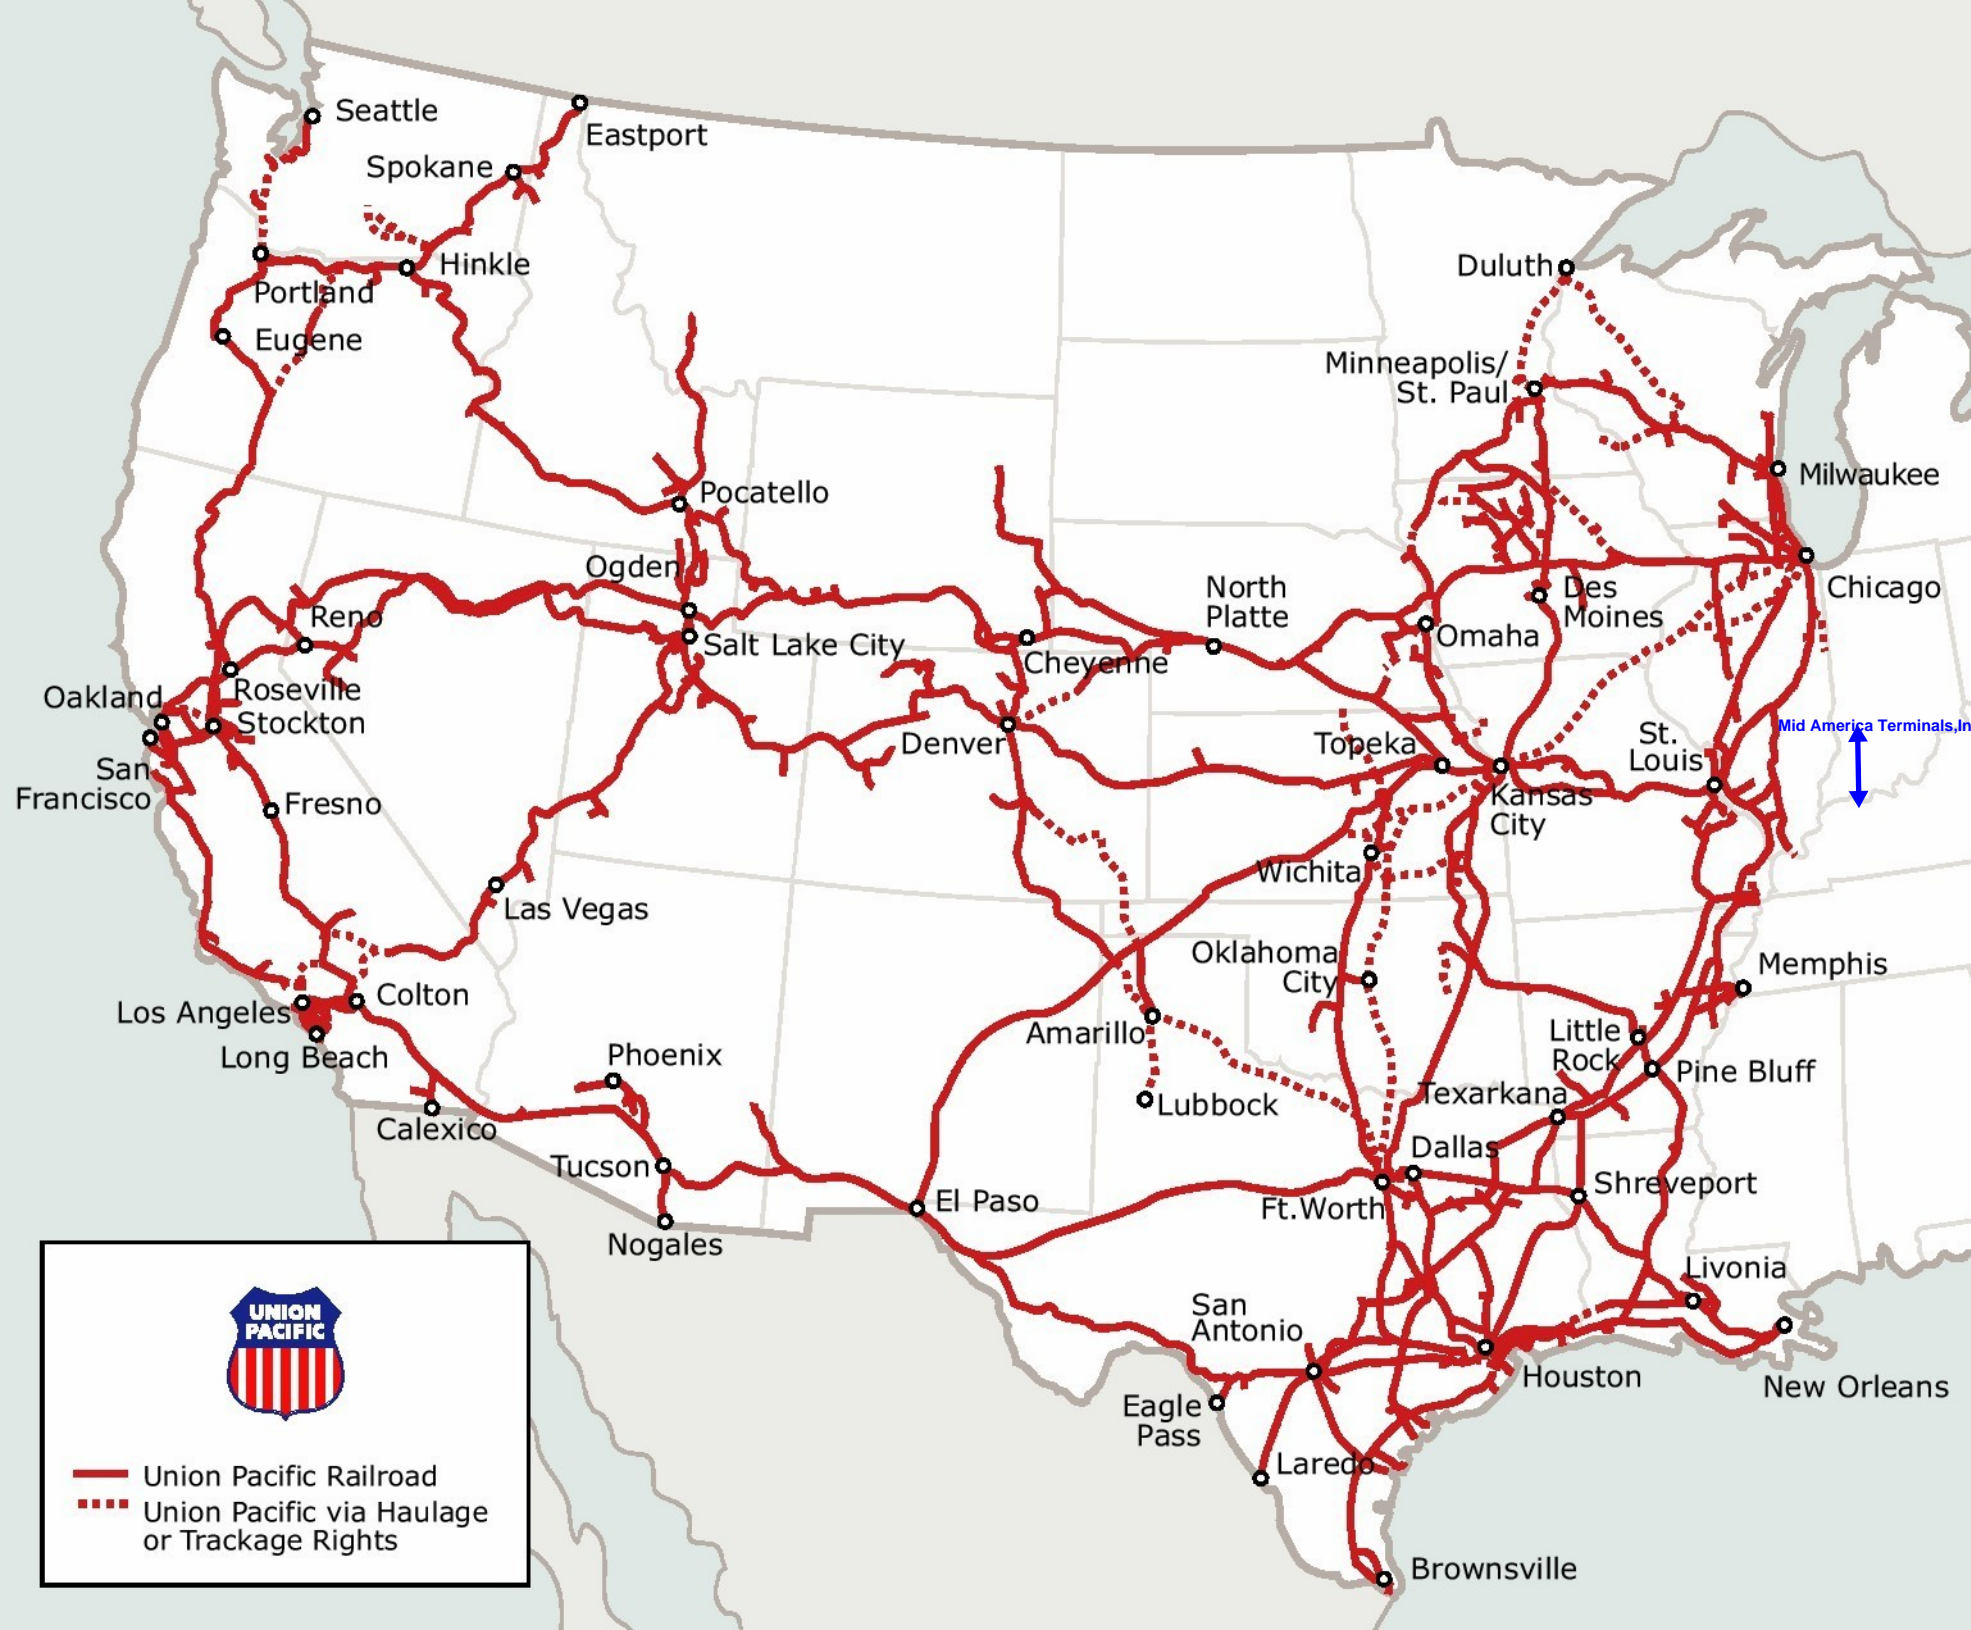 Seattle
Eastport
Spokane
Hinkle
Portland
Eugene
Duluth
Minneapolis/
St. Paul
Milwaukee
Pocatello
Ogden
North
Platte
Des
Moines
Chicago
Reno
Salt Lake City
Cheyenne
Omaha
Roseville
Oakland
Stockton
Denver
Topeka
St.
Louis
Mid America Terminals,In
San
Francisco
Fresno
Kansas
City
Wichita
Las Vegas
Oklahoma
City
Memphis
Los Angeles
Colton
Long Beach
Amarillo
Little
Rock
Pine Bluff
Phoenix
Lubbock
Texarkana
Calexico
Tucson
Dallas
Shreveport
El Paso
Ft.Worth
Nogales
Livonia
San
Antonio
Houston
New Orleans
Eagle
Pass
Laredo
Brownsville
UNION
PACIFIC
Union Pacific Railroad
Union Pacific via Haulage
or Trackage Rights